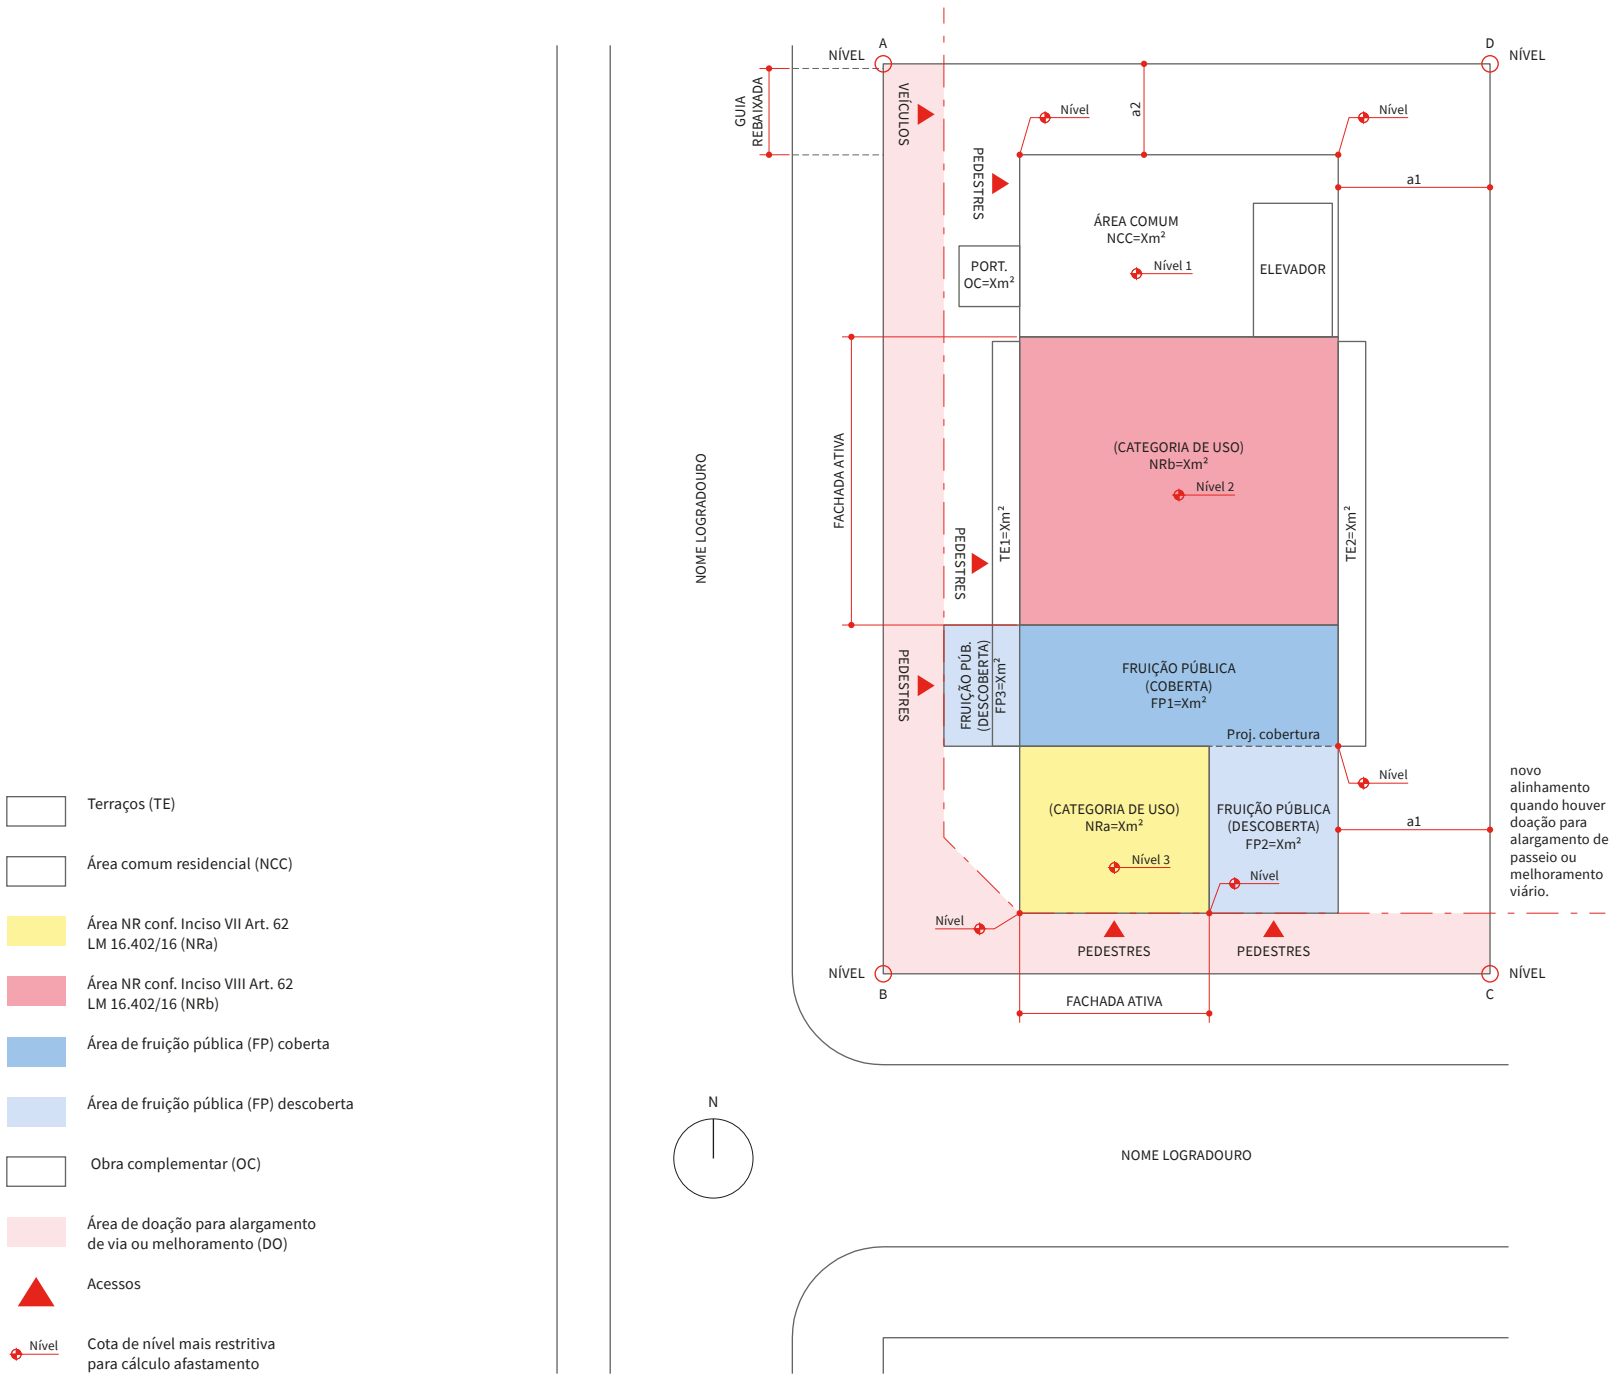 A
D
NÍVEL
NÍVEL
GUIA
REBAIXADA
VEÍCULOS
Nível
a2
Nível
PEDESTRES
a1
ÁREA COMUM
NCC=Xm²
Nível 1
PORT.
OC=Xm²
ELEVADOR
FACHADA ATIVA
NOME LOGRADOURO
(CATEGORIA DE USO)
NRb=Xm²
Nível 2
TE1=Xm²
TE2=Xm²
PEDESTRES
PEDESTRES
FRUIÇÃO PÚB.
(DESCOBERTA)
FP3=Xm²
FRUIÇÃO PÚBLICA
(COBERTA)
FP1=Xm²
Proj. cobertura
Nível
(CATEGORIA DE USO)
NRa=Xm²
Nível 3
FRUIÇÃO PÚBLICA
(DESCOBERTA)
FP2=Xm²
Nível
a1
novo
alinhamento
quando houver
doação para
alargamento de
passeio ou
melhoramento
viário.
Nível
PEDESTRES
PEDESTRES
NÍVEL
NÍVEL
B
C
FACHADA ATIVA
N
NOME LOGRADOURO
Terraços (TE)
Área comum residencial (NCC)
Área NR conf. Inciso VII Art. 62
LM 16.402/16 (NRa)
Área NR conf. Inciso VIII Art. 62
LM 16.402/16 (NRb)
Área de fruição pública (FP) coberta
Área de fruição pública (FP) descoberta
Obra complementar (OC)
Área de doação para alargamento
de via ou melhoramento (DO)
Acessos
Nível
Cota de nível mais restritiva
para cálculo afastamento